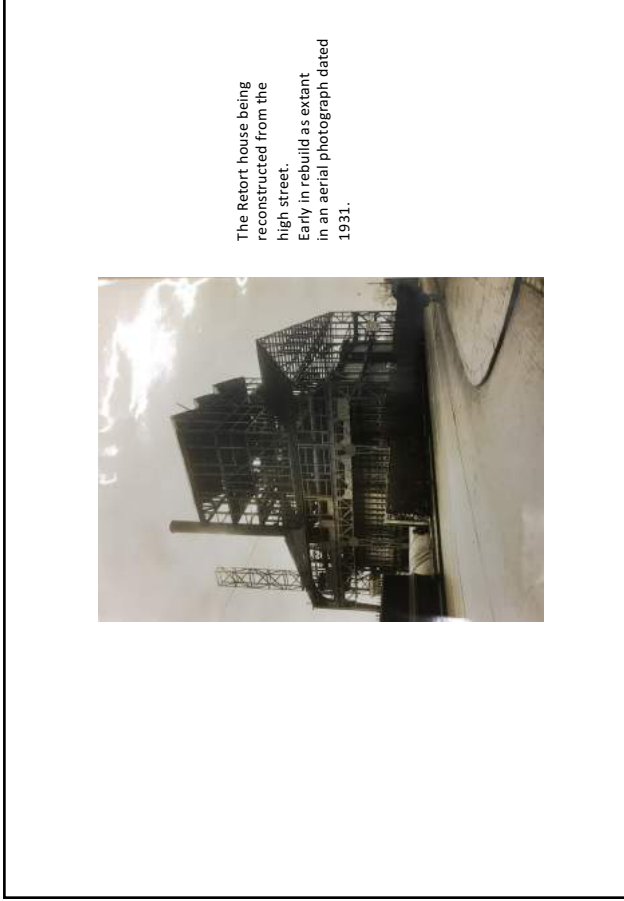 The Retort house being
reconstructed from the
high street.
Early in rebuild as extant
in an aerial photograph dated
1931.